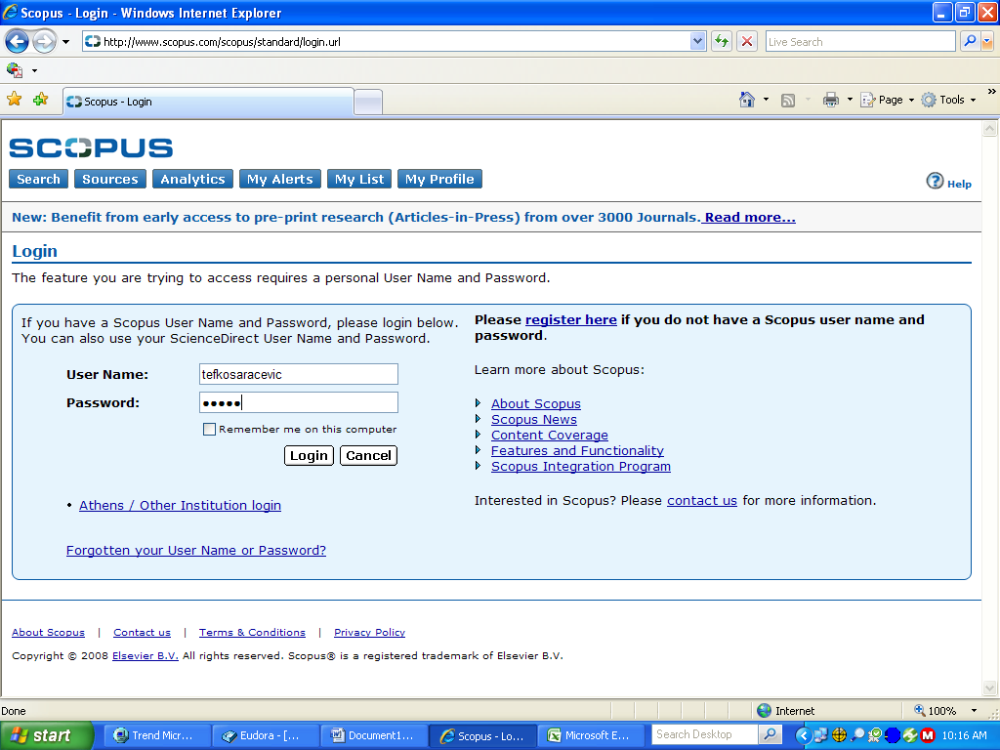 Scopus - Login - Windows Internet Explorer
http://www.scopus.com/scopus/standard/login.url
Live Search
Scopus - Login
Page
Tools
SCOPUS
Search Sources Analytics My Alerts My List My Profile
Help
New: Benefit from early access to pre-print research (Articles-in-Press) from over 3000 Journals. Read more...
Login
The feature you are trying to access requires a personal User Name and Password.
If you have a Scopus User Name and Password, please login below.
You can also use your ScienceDirect User Name and Password.
User Name: tefkosaracevic
Password: ●●●●●
Remember me on this computer
Login Cancel
• Athens / Other Institution login
Forgotten your User Name or Password?
Please register here if you do not have a Scopus user name and
password.
Learn more about Scopus:
About Scopus
Scopus News
Content Coverage
Features and Functionality
Scopus Integration Program
Interested in Scopus? Please contact us for more information.
About Scopus | Contact us | Terms & Conditions | Privacy Policy
Copyright © 2008 Elsevier B.V. All rights reserved. Scopus® is a registered trademark of Elsevier B.V.
Done
Internet
100%
start
Trend Micr...
Eudora - [...
Document1...
Scopus - Lo...
Microsoft E...
Search Desktop
10:16 AM